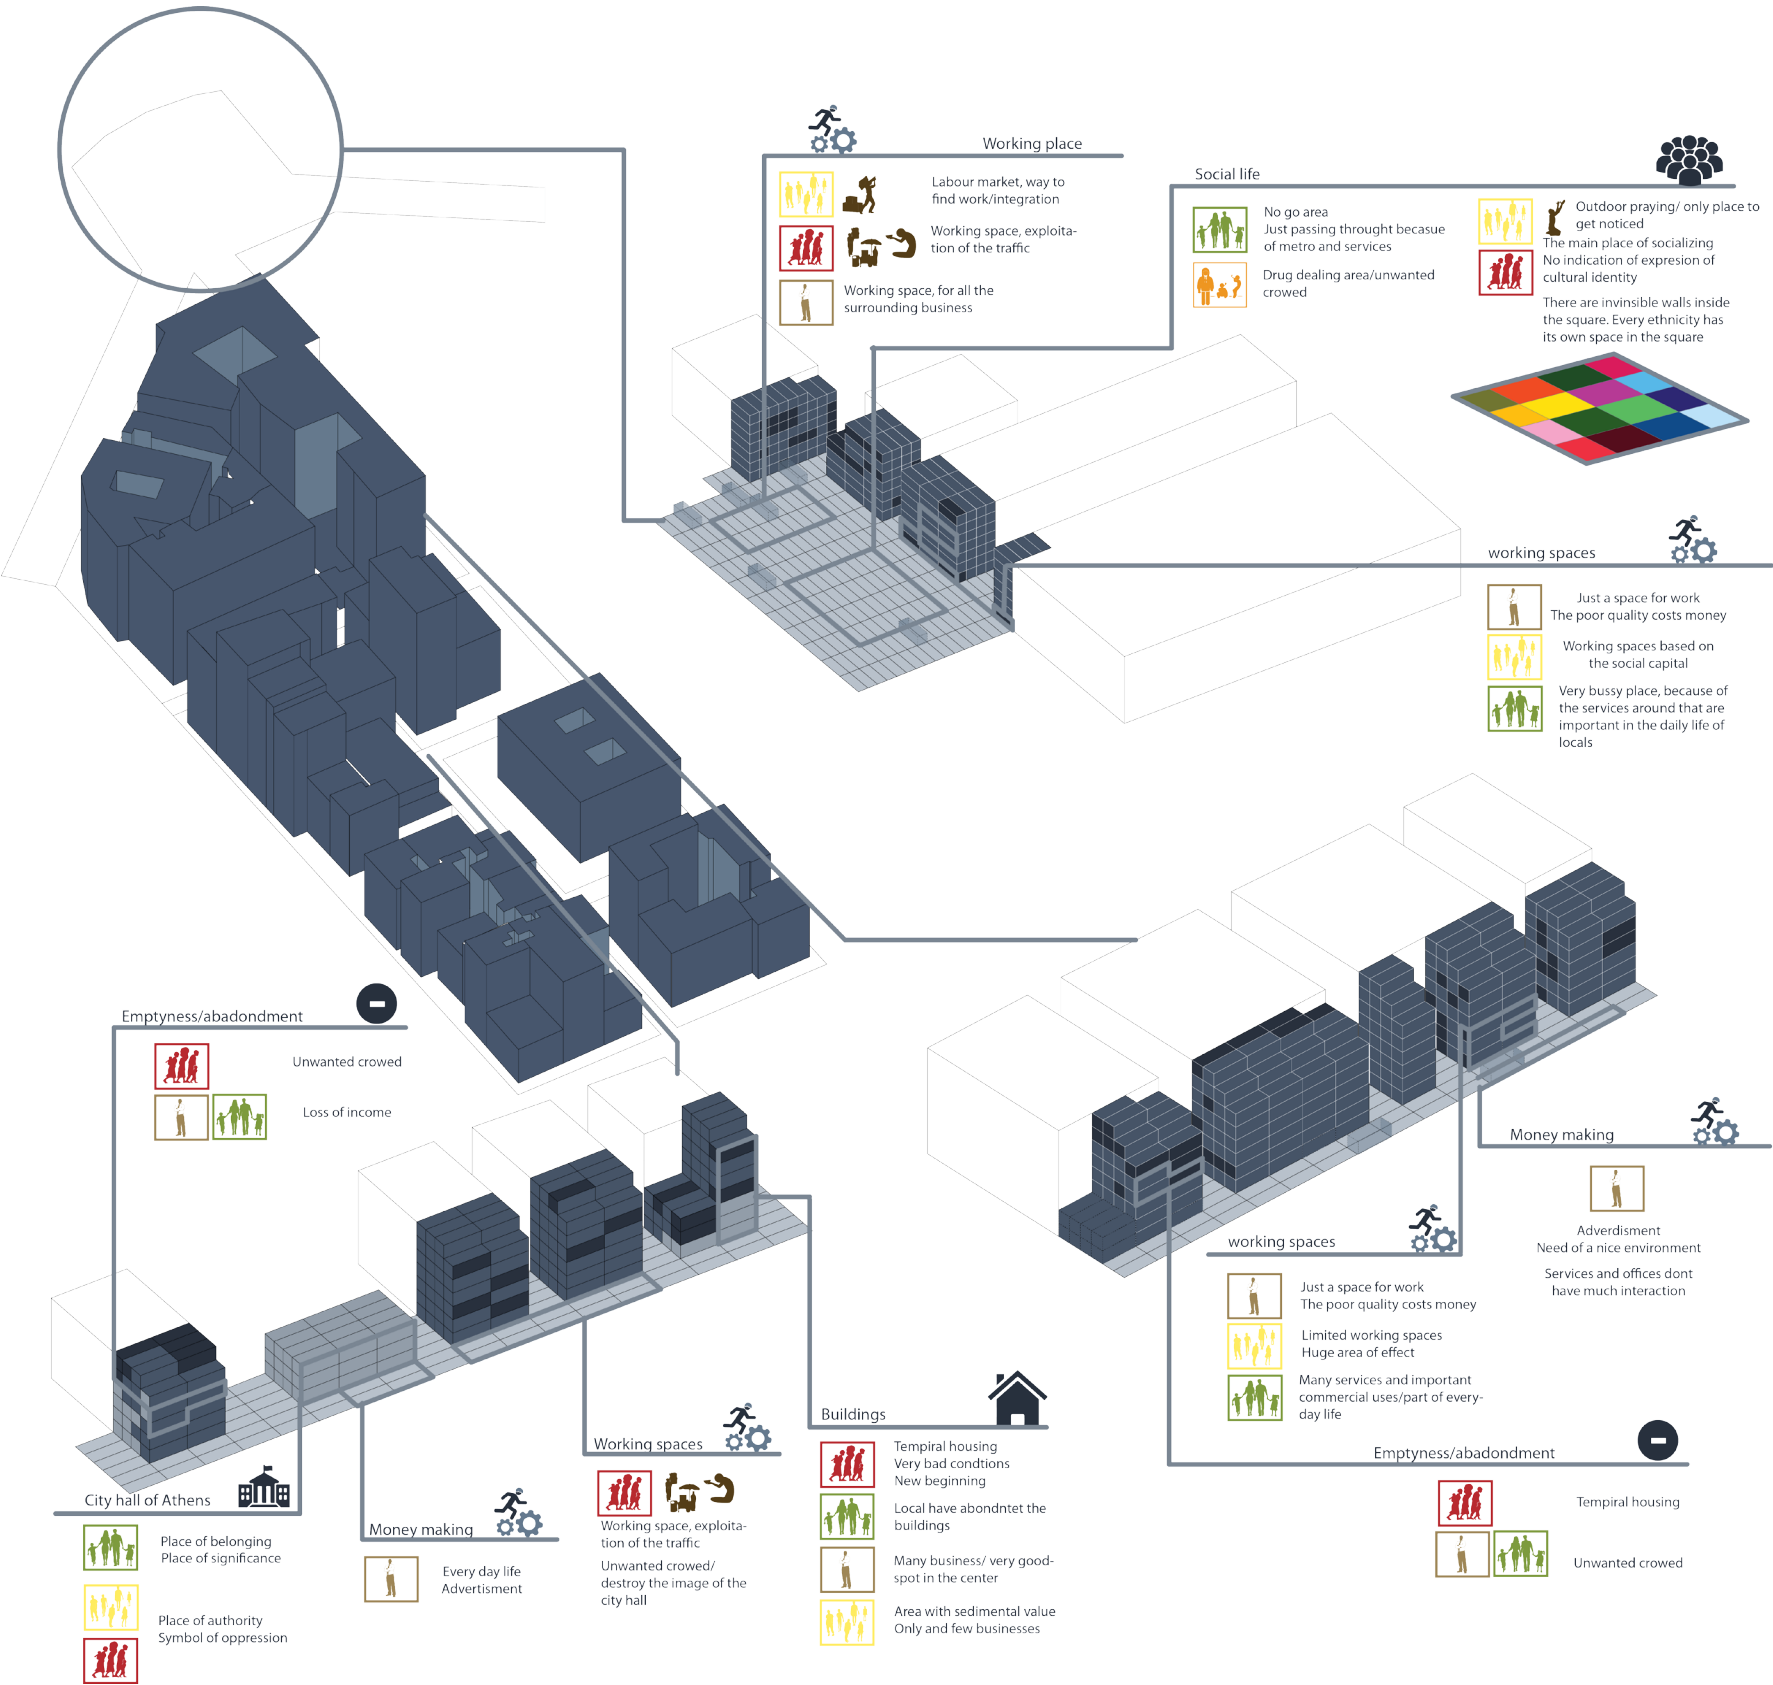 Working place
Labour market, way to
find work/integration
Working space, exploita-
tion of the traffic
Working space, for all the
surrounding business
Social life
No go area
Just passing throught becasue
of metro and services
Drug dealing area/unwanted
crowed
Outdoor praying/ only place to
get noticed
The main place of socializing
No indication of expresion of
cultural identity
There are invinsible walls inside
the square. Every ethnicity has
its own space in the square
working spaces
Just a space for work
The poor quality costs money
Working spaces based on
the social capital
Very bussy place, because of
the services around that are
important in the daily life of
locals
Emptyness/abadondment
Unwanted crowed
Loss of income
Money making
Adverdisment
Need of a nice environment
Services and offices dont
have much interaction
working spaces
Just a space for work
The poor quality costs money
Limited working spaces
Huge area of effect
Many services and important
commercial uses/part of every-
day life
Emptyness/abadondment
Tempiral housing
Unwanted crowed
Buildings
Tempiral housing
Very bad condtions
New beginning
Local have abondntet the
buildings
Many business/ very good-
spot in the center
Area with sedimental value
Only and few businesses
Working spaces
Working space, exploita-
tion of the traffic
Unwanted crowed/
destroy the image of the
city hall
Money making
Every day life
Advertisment
City hall of Athens
Place of belonging
Place of significance
Place of authority
Symbol of oppression